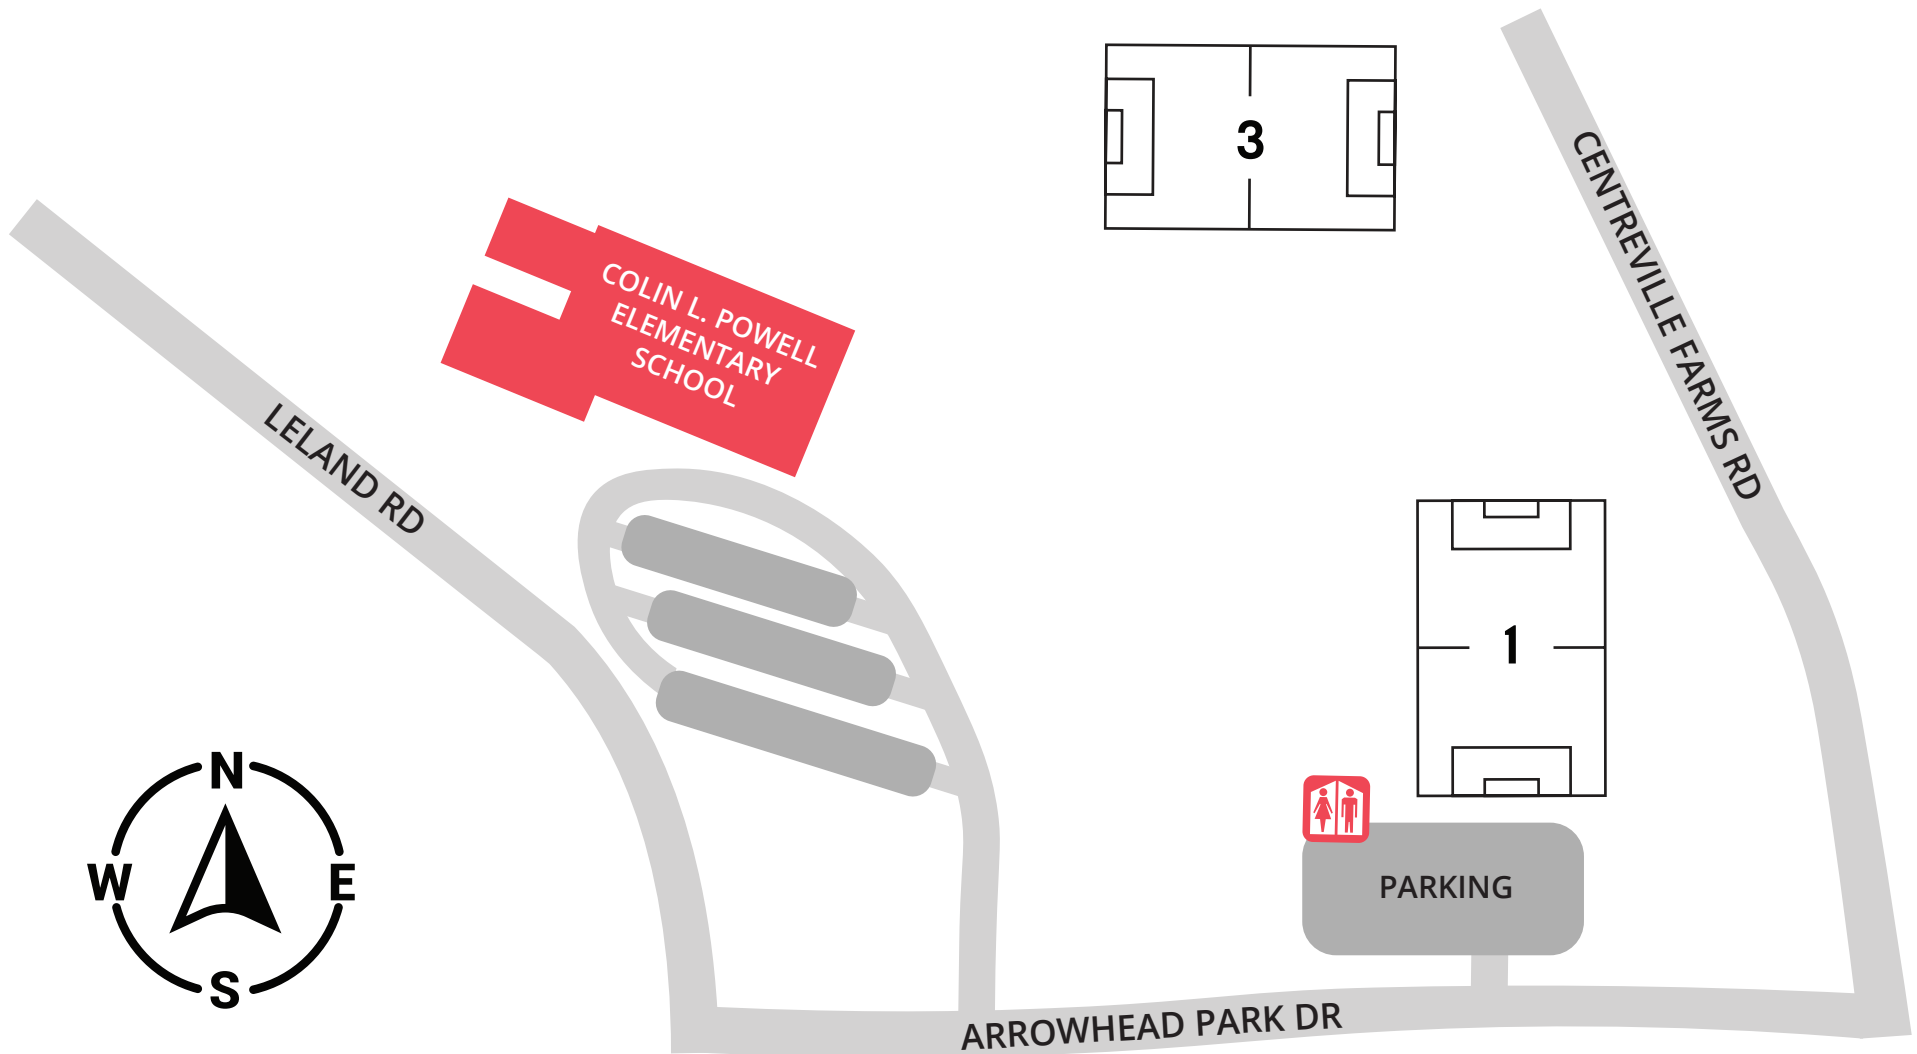 3
CENTREVILLE FARMS RD
COLIN L. POWELL
ELEMENTARY
SCHOOL
LELAND RD
1
N
W
E
S
PARKING
ARROWHEAD PARK DR